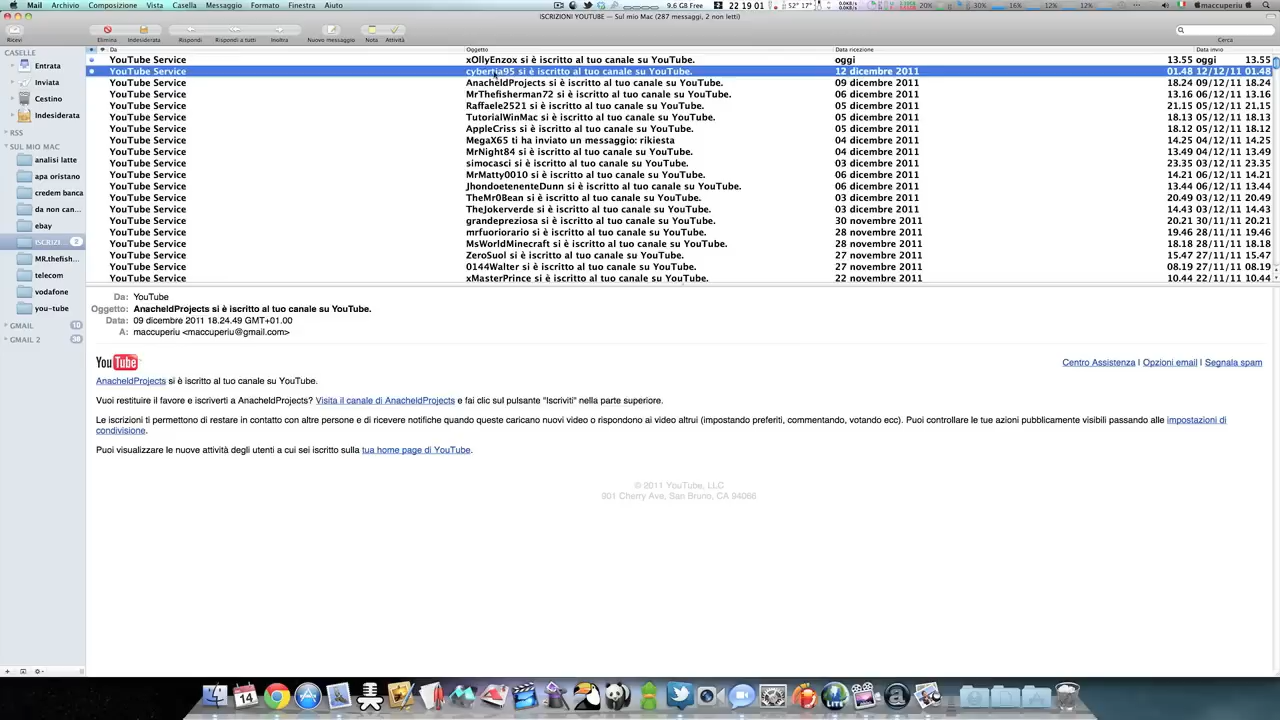 Mail Archivio Composizione Vista Casella Messaggio Formato Finestra Aiuto 9.6 GB Free 22 19 01 52° 17° 20% 30% 16% 12% 12% maccuperiu
ISCRIZIONI YOUTUBE — Sul mio Mac (287 messaggi, 2 non letti)
Ricevi Elimina Indesiderata Rispondi Rispondi a tutti Inoltra Nuovo messaggio Nota Attività Cerca
CASELLE
Entrata
Inviata
Cestino
Indesiderata
RSS
SUL MIO MAC
analisi latte
apa oristano
credem banca
da non can...
ebay
ISCRIZI... 2
MR.thefish...
telecom
vodafone
you-tube
GMAIL 10
GMAIL 2 38
Da Oggetto Data ricezione Data invio
YouTube Service xOllyEnzox si è iscritto al tuo canale su YouTube. oggi 13.55 oggi 13.55
YouTube Service si è iscritto al tuo canale su YouTube. 12 dicembre 2011 01.48 12/12/11 01.48
YouTube Service AnacheldProjects si è iscritto al tuo canale su YouTube. 09 dicembre 2011 18.24 09/12/11 18.24
YouTube Service MrThefisherman72 si è iscritto al tuo canale su YouTube. 06 dicembre 2011 13.16 06/12/11 13.16
YouTube Service Raffaele2521 si è iscritto al tuo canale su YouTube. 05 dicembre 2011 21,15 05/12/11 21,15
YouTube Service TutorialWinMac si è iscritto al tuo canale su YouTube. 05 dicembre 2011 18.13 05/12/11 18.13
YouTube Service AppleCriss si è iscritto al tuo canale su YouTube. 05 dicembre 2011 18.12 05/12/11 18.12
YouTube Service MegaX65 ti ha inviato un messaggio: rikiesta 04 dicembre 2011 14.25 04/12/11 14.25
YouTube Service MrNight84 si è iscritto al tuo canale su YouTube. 04 dicembre 2011 13.49 04/12/11 13.49
YouTube Service simocasci si è iscritto al tuo canale su YouTube. 03 dicembre 2011 23.35 03/12/11 23.35
YouTube Service MrMatty0010 si è iscritto al tuo canale su YouTube. 06 dicembre 2011 14.21 06/12/11 14.21
YouTube Service JhondoetenenteDunn si è iscritto al tuo canale su YouTube. 06 dicembre 2011 13.44 06/12/11 13.44
YouTube Service TheMr0Bean si è iscritto al tuo canale su YouTube. 03 dicembre 2011 20.49 03/12/11 20.49
YouTube Service TheJokerverde si è iscritto al tuo canale su YouTube. 03 dicembre 2011 14.43 03/12/11 14.43
YouTube Service grandepreziosa si è iscritto al tuo canale su YouTube. 30 novembre 2011 20.21 30/11/11 20.21
YouTube Service mrfuoriorario si è iscritto al tuo canale su YouTube. 28 novembre 2011 19.46 28/11/11 19.46
YouTube Service MsWorldMinecraft si è iscritto al tuo canale su YouTube. 28 novembre 2011 18.18 28/11/11 18.18
YouTube Service ZeroSuol si è iscritto al tuo canale su YouTube. 27 novembre 2011 15.47 27/11/11 15.47
YouTube Service 0144Walter si è iscritto al tuo canale su YouTube. 27 novembre 2011 08.19 27/11/11 08.19
YouTube Service xMasterPrince si è iscritto al tuo canale su YouTube. 22 novembre 2011 10.44 22/11/11 10.44
Da: YouTube
Oggetto: AnacheldProjects si è iscritto al tuo canale su YouTube.
Data: 09 dicembre 2011 18.24.49 GMT+01.00
A: maccuperiu <maccuperiu@gmail.com>
YouTube Centro Assistenza | Opzioni email | Segnala spam
AnacheldProjects si è iscritto al tuo canale su YouTube.
Vuoi restituire il favore e iscriverti a AnacheldProjects? Visita il canale di AnacheldProjects e fai clic sul pulsante "Iscriviti" nella parte superiore.
Le iscrizioni ti permettono di restare in contatto con altre persone e di ricevere notifiche quando queste caricano nuovi video o rispondono ai video altrui (impostando preferiti, commentando, votando ecc). Puoi controllare le tue azioni pubblicamente visibili passando alle impostazioni di
condivisione.
Puoi visualizzare le nuove attività degli utenti a cui sei iscritto sulla tua home page di YouTube.
© 2011 YouTube, LLC
901 Cherry Ave, San Bruno, CA 94066
14
LITE